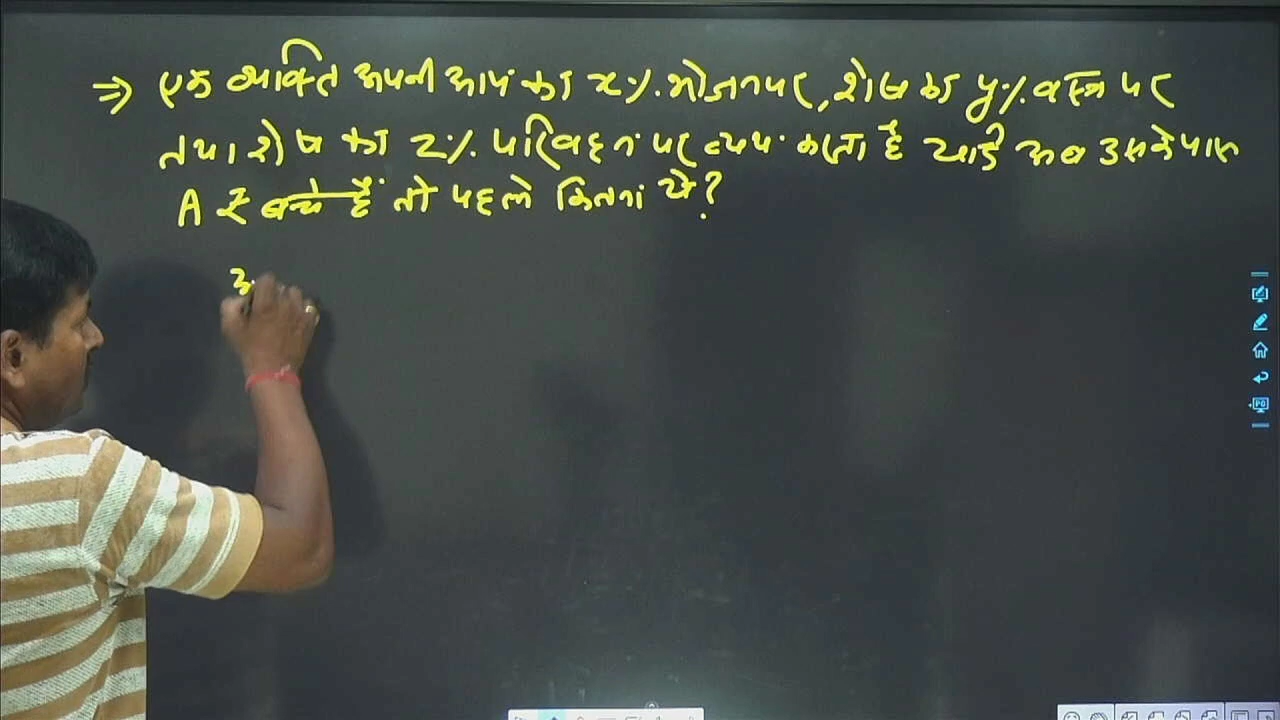 ⇒ एक व्यक्ति अपनी आय का x% भोजन पर, शेष का y% वस्त्र पर
तथा शेष का z% परिवहन पर व्यय करता है यदि अब उसके पास
A ₹ बचे हैं तो पहले कितना थे?